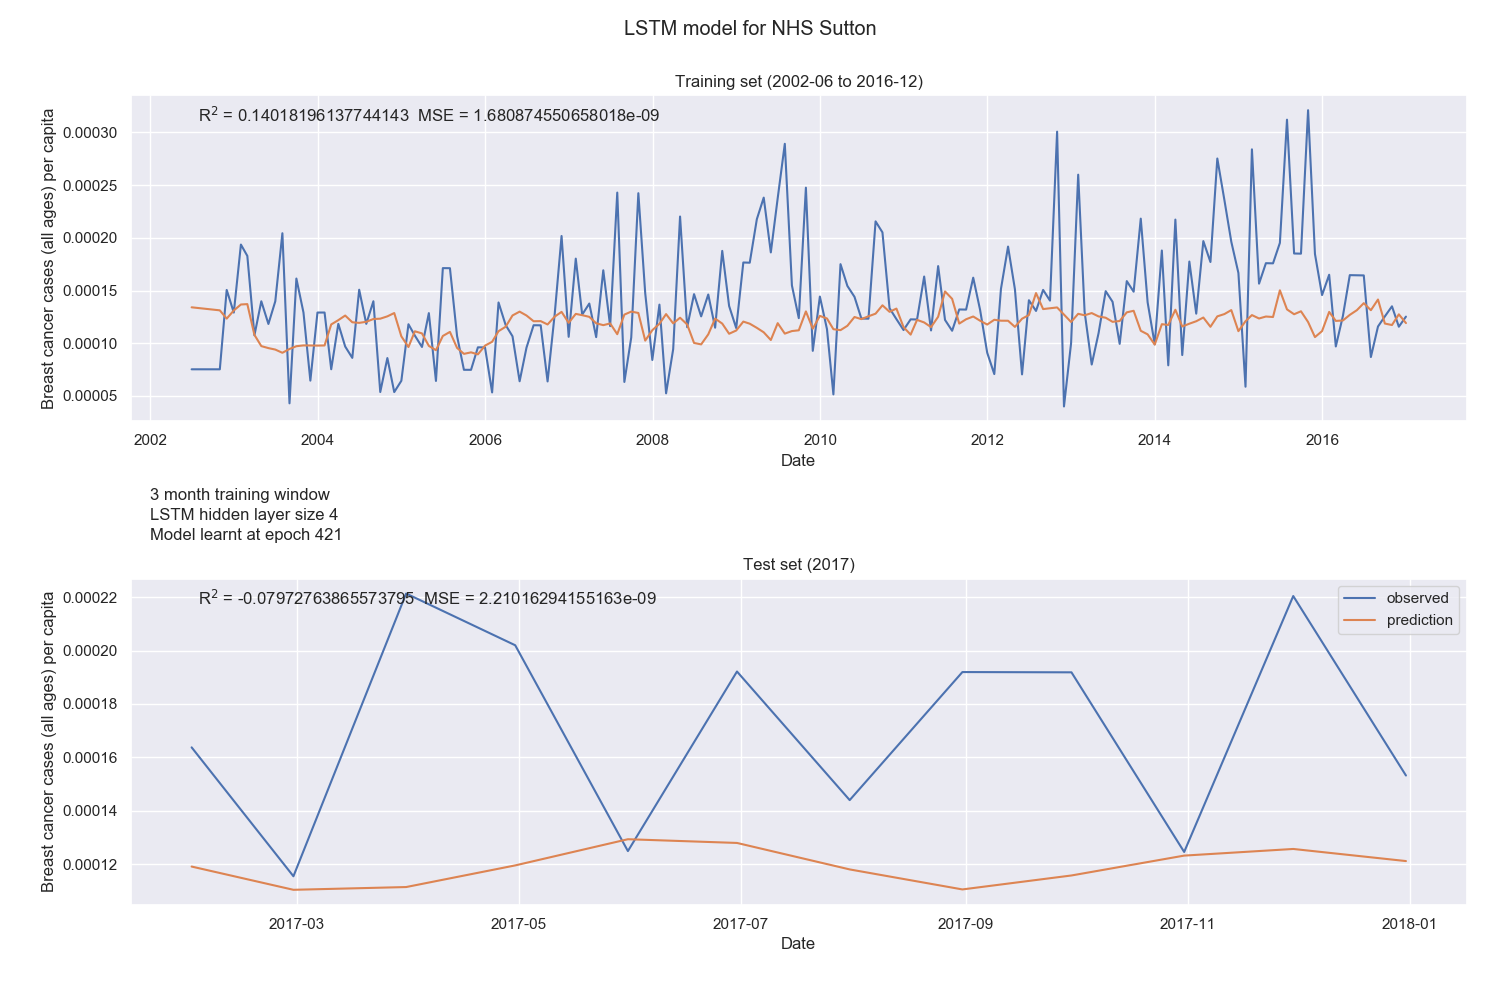 LSTM model for NHS Sutton
Training set (2002-06 to 2016-12)
R² = 0.14018196137744143  MSE = 1.680874550658018e-09
Breast cancer cases (all ages) per capita
0.00030
0.00025
0.00020
0.00015
0.00010
0.00005
2002 2004 2006 2008 2010 2012 2014 2016
Date
3 month training window
LSTM hidden layer size 4
Model learnt at epoch 421
Test set (2017)
R² = -0.07972763865573795  MSE = 2.21016294155163e-09
observed
prediction
Breast cancer cases (all ages) per capita
0.00022
0.00020
0.00018
0.00016
0.00014
0.00012
2017-03 2017-05 2017-07 2017-09 2017-11 2018-01
Date